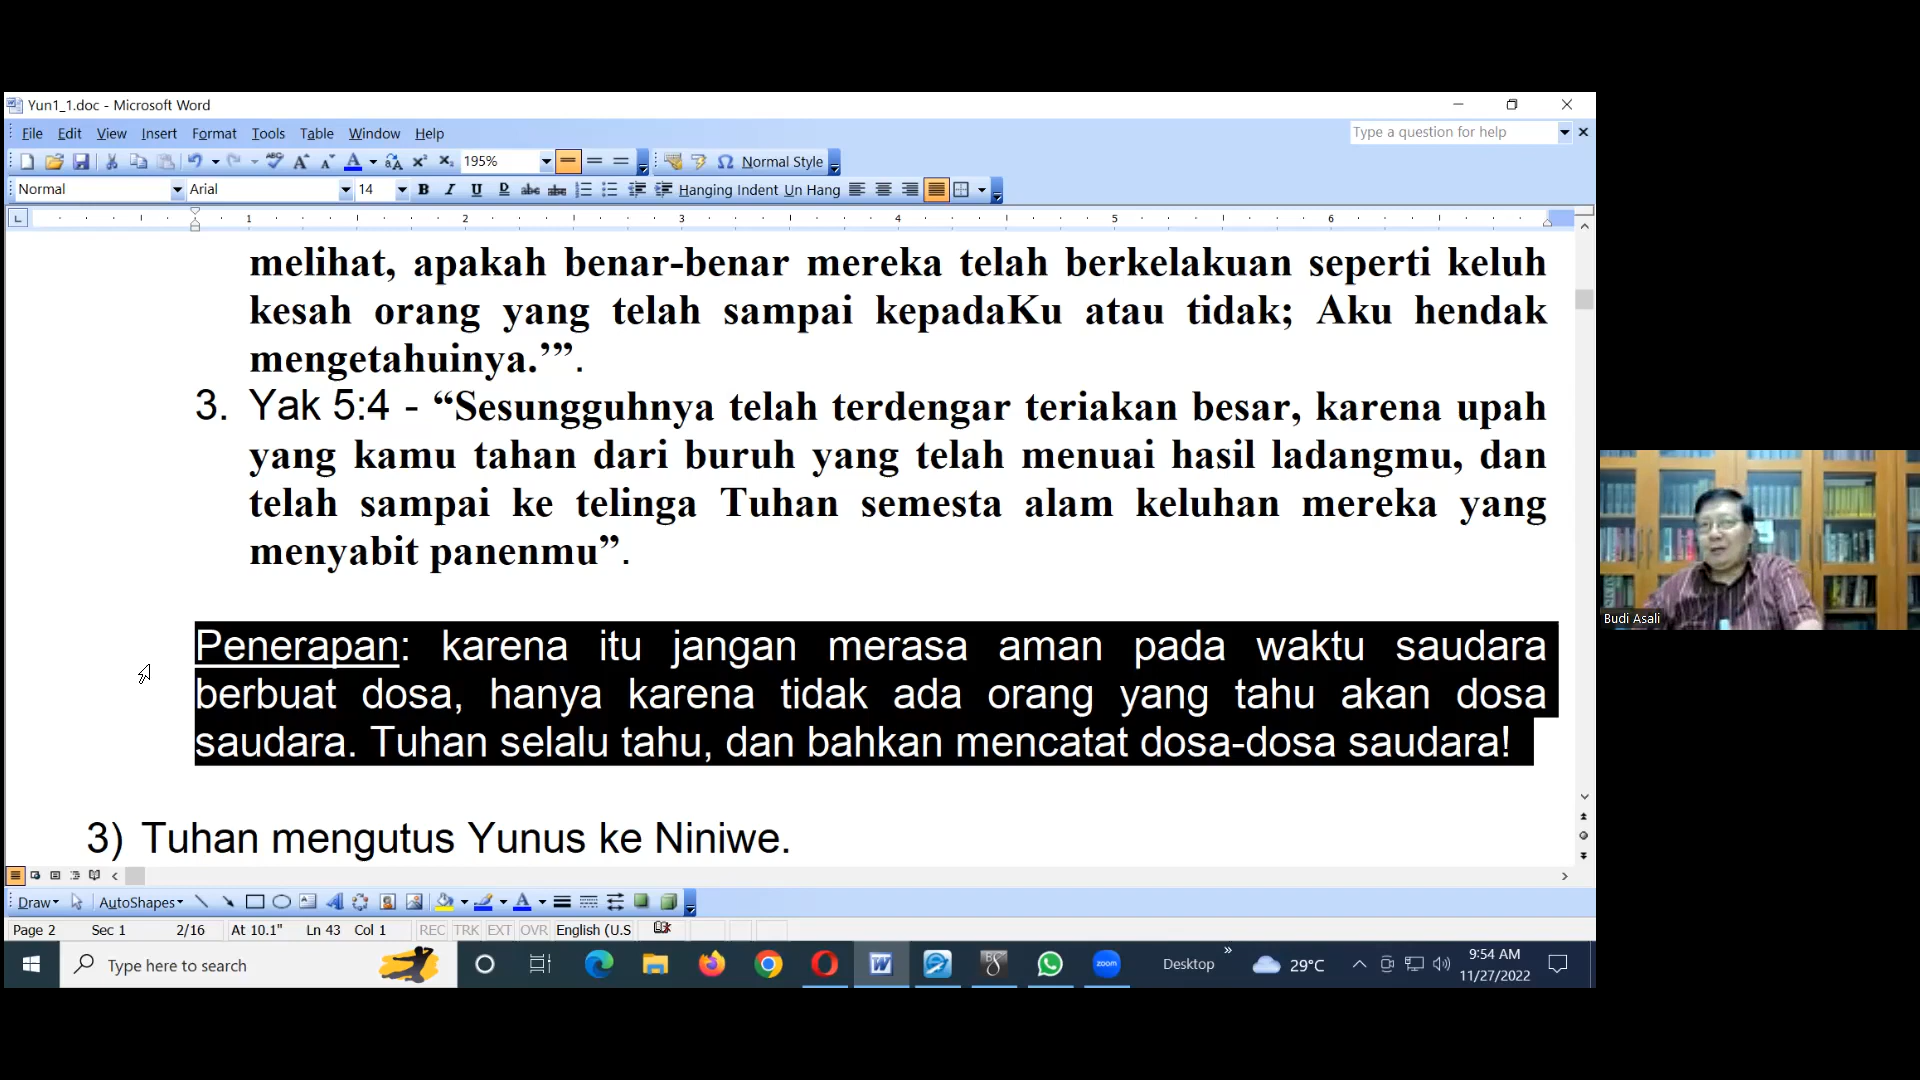 Yun1_1.doc - Microsoft Word
File Edit View Insert Format Tools Table Window Help
Type a question for help
195%
Normal Style
Normal
Arial
14
Hanging Indent Un Hang
1 2 3 4 5 6
melihat, apakah benar-benar mereka telah berkelakuan seperti keluh
kesah orang yang telah sampai kepadaKu atau tidak; Aku hendak
mengetahuinya.’”.
3. Yak 5:4 - “Sesungguhnya telah terdengar teriakan besar, karena upah
yang kamu tahan dari buruh yang telah menuai hasil ladangmu, dan
telah sampai ke telinga Tuhan semesta alam keluhan mereka yang
menyabit panenmu”.
Penerapan: karena itu jangan merasa aman pada waktu saudara
berbuat dosa, hanya karena tidak ada orang yang tahu akan dosa
saudara. Tuhan selalu tahu, dan bahkan mencatat dosa-dosa saudara!
3) Tuhan mengutus Yunus ke Niniwe.
Budi Asali
Draw AutoShapes
Page 2 Sec 1 2/16 At 10.1" Ln 43 Col 1 REC TRK EXT OVR English (U.S
Type here to search
zoom
Desktop
29°C
9:54 AM
11/27/2022